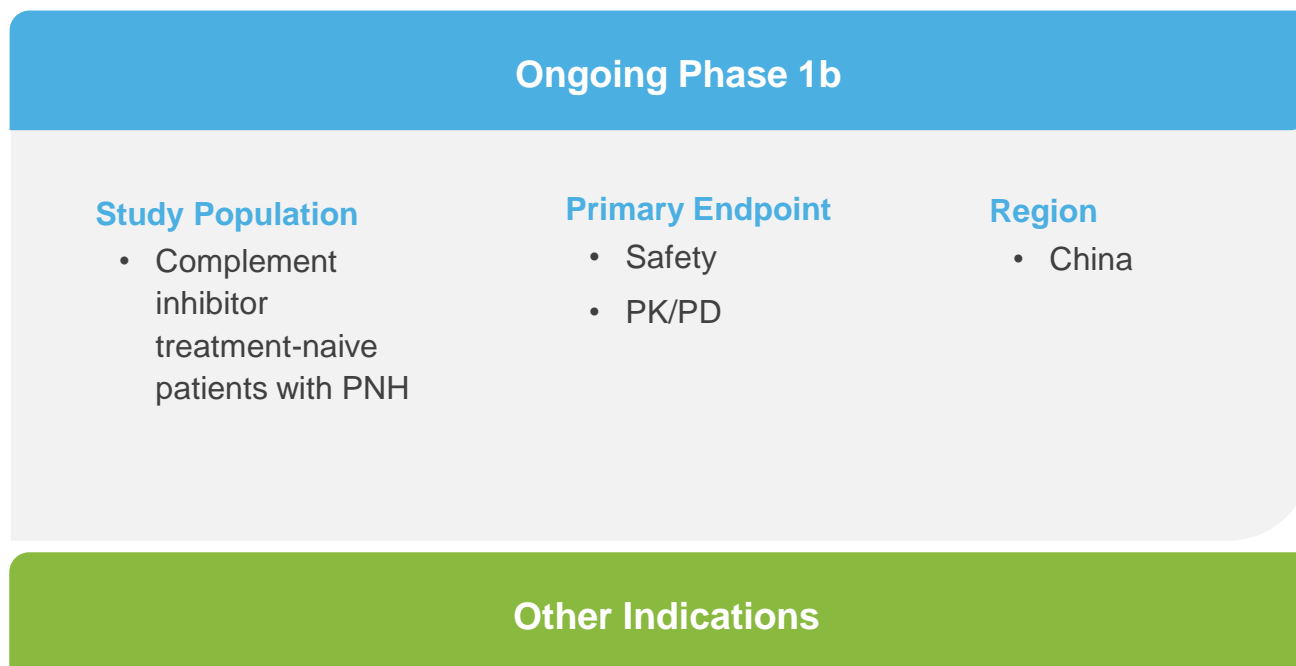 Ongoing Phase 1b
Study Population
• Complement
inhibitor
treatment-naive
patients with PNH
Primary Endpoint
• Safety
• PK/PD
Region
• China
Other Indications